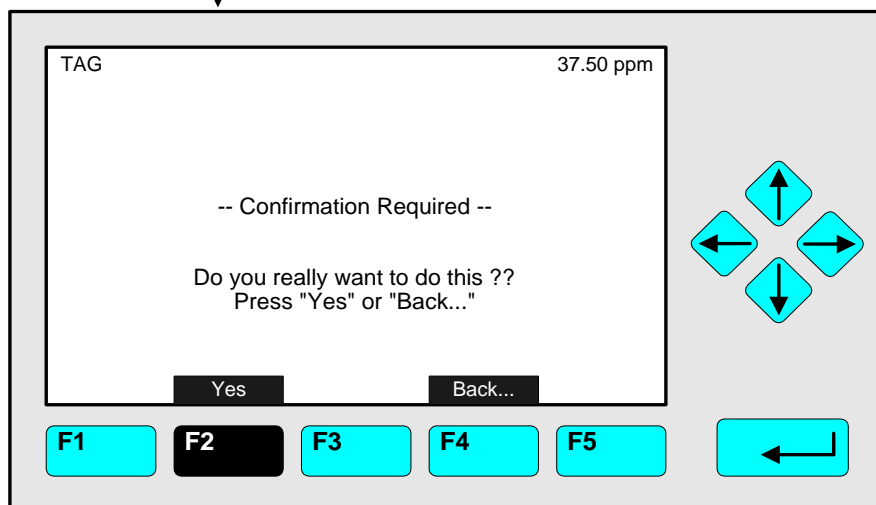 TAG 37.50 ppm
-- Confirmation Required --
Do you really want to do this ??
Press "Yes" or "Back..."
Yes Back...
F1 F2 F3 F4 F5